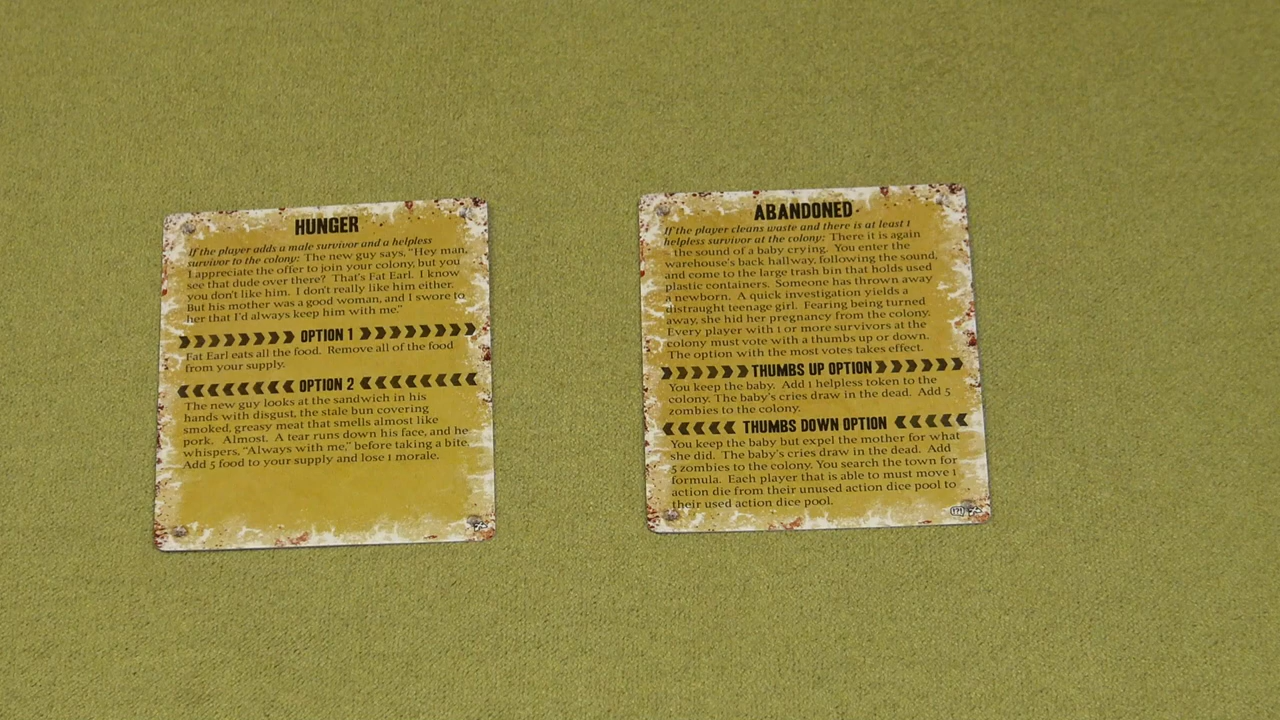 HUNGER
If the player adds a male survivor and a helpless
survivor to the colony: The new guy says, "Hey man,
I appreciate the offer to join your colony, but you
see that dude over there? That's Fat Earl. I know
you don't like him. I don't really like him either.
But his mother was a good woman, and I swore to
her that I'd always keep him with me."
OPTION 1
Fat Earl eats all the food. Remove all of the food
from your supply.
OPTION 2
The new guy looks at the sandwich in his
hands with disgust, the stale bun covering
smoked, greasy meat that smells almost like
pork. Almost. A tear runs down his face, and he
whispers, "Always with me," before taking a bite.
Add 5 food to your supply and lose 1 morale.
ABANDONED
If the player cleans waste and there is at least 1
helpless survivor at the colony: There it is again
the sound of a baby crying. You enter the
warehouse's back hallway, following the sound,
and come to the large trash bin that holds used
plastic containers. Someone has thrown away
a newborn. A quick investigation yields a
distraught teenage girl. Fearing being turned
away, she hid her pregnancy from the colony.
Every player with 1 or more survivors at the
colony must vote with a thumbs up or down.
The option with the most votes takes effect.
THUMBS UP OPTION
You keep the baby. Add 1 helpless token to the
colony. The baby's cries draw in the dead. Add 5
zombies to the colony.
THUMBS DOWN OPTION
You keep the baby but expel the mother for what
she did. The baby's cries draw in the dead. Add
5 zombies to the colony. You search the town for
formula. Each player that is able to must move 1
action die from their unused action dice pool to
their used action dice pool.